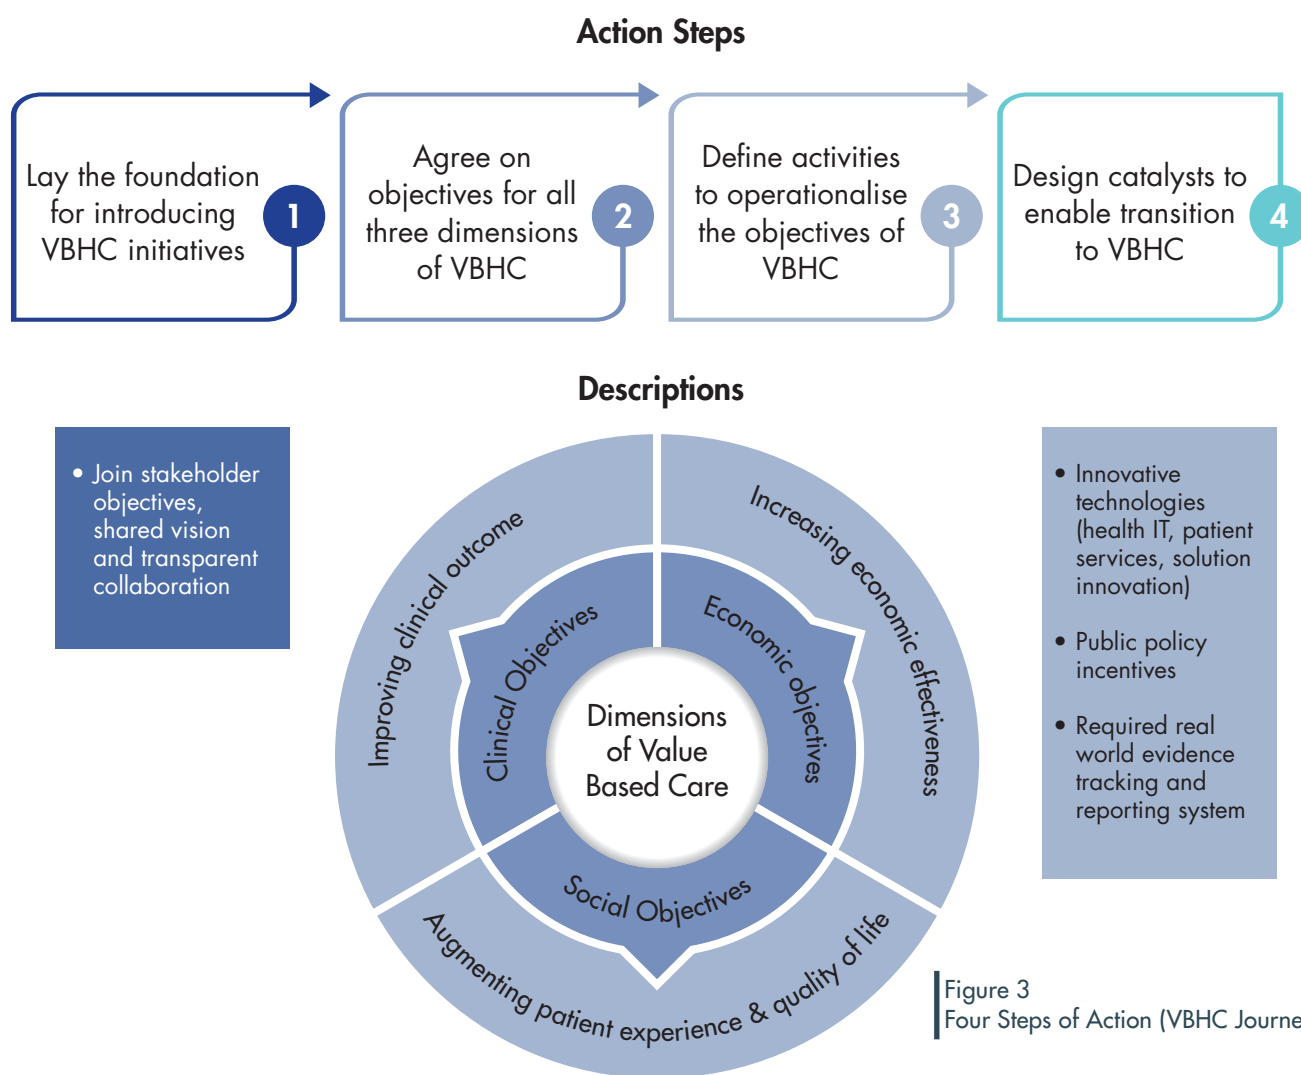 Action Steps
Lay the foundation
for introducing
VBHC initiatives
1
Agree on
objectives for all
three dimensions
of VBHC
2
Define activities
to operationalise
the objectives of
VBHC
3
Design catalysts to
enable transition
to VBHC
4
Descriptions
• Join stakeholder
objectives,
shared vision
and transparent
collaboration
Improving clinical outcome
Increasing economic effectiveness
Augmenting patient experience & quality of life
Clinical Objectives
Economic objectives
Social Objectives
Dimensions
of Value
Based Care
• Innovative
technologies
(health IT, patient
services, solution
innovation)
• Public policy
incentives
• Required real
world evidence
tracking and
reporting system
Figure 3
Four Steps of Action (VBHC Journe